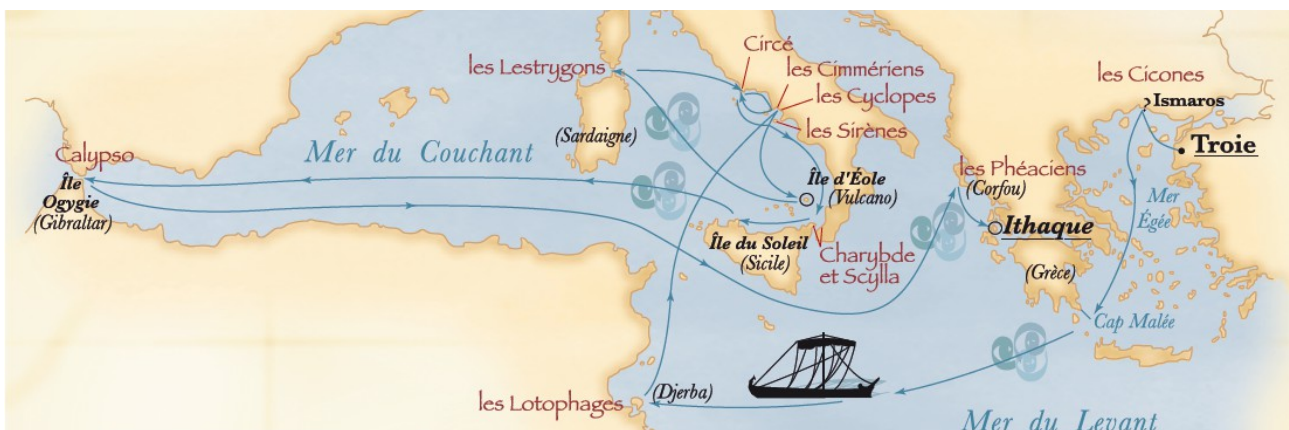 Circé
les Lestrygons
les Cimmériens
les Cicones
les Cyclopes
Ismaros
les Sirènes
(Sardaigne)
Troie
Mer du Couchant
Calypso
les Phéaciens
(Corfou)
Île
Ogygie
(Gibraltar)
Île d'Éole
(Vulcano)
Mer
Égée
Ithaque
Île du Soleil
(Sicile)
Charybde
et Scylla
(Grèce)
Cap Malée
(Djerba)
les Lotophages
Mer du Levant